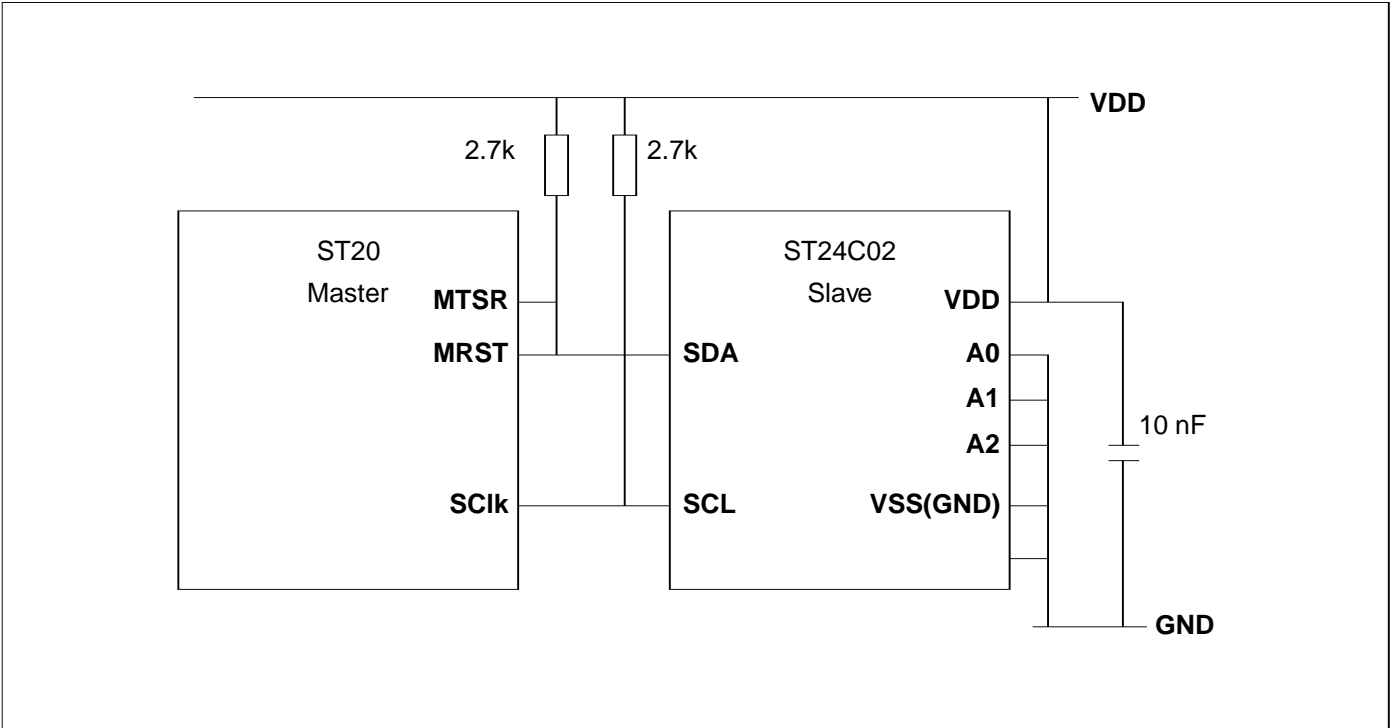 VDD
2.7k
2.7k
ST20
Master
MTSR
MRST
SClk
ST24C02
Slave
SDA
SCL
VDD
A0
A1
A2
VSS(GND)
10 nF
GND